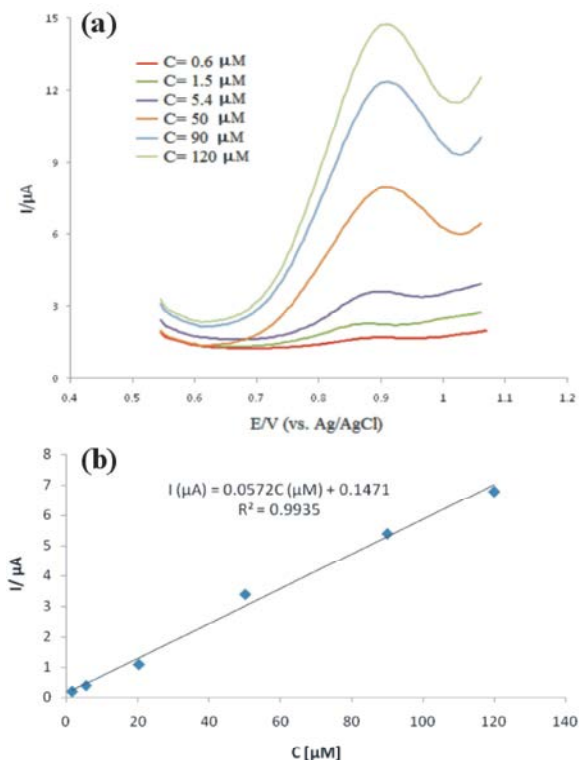 (a)
15
12
9
6
3
0
I/μA
C= 0.6 μM
C= 1.5 μM
C= 5.4 μM
C= 50 μM
C= 90 μM
C= 120 μM
0.4 0.5 0.6 0.7 0.8 0.9 1 1.1 1.2
E/V (vs. Ag/AgCl)
(b)
8
7
6
5
4
3
2
1
0
I/ μA
I (μA) = 0.0572C (μM) + 0.1471
R² = 0.9935
0 20 40 60 80 100 120 140
C [μM]